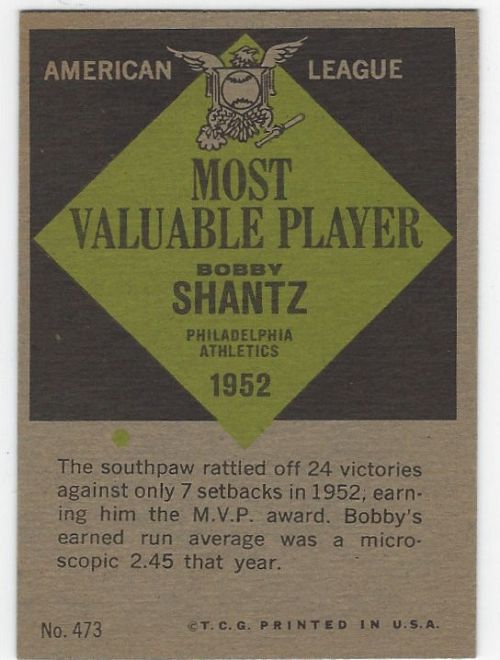 AMERICAN LEAGUE
MOST
VALUABLE PLAYER
BOBBY
SHANTZ
PHILADELPHIA
ATHLETICS
1952
The southpaw rattled off 24 victories
against only 7 setbacks in 1952, earn-
ing him the M.V.P. award. Bobby's
earned run average was a micro-
scopic 2.45 that year.
No. 473 ©T.C.G. PRINTED IN U.S.A.